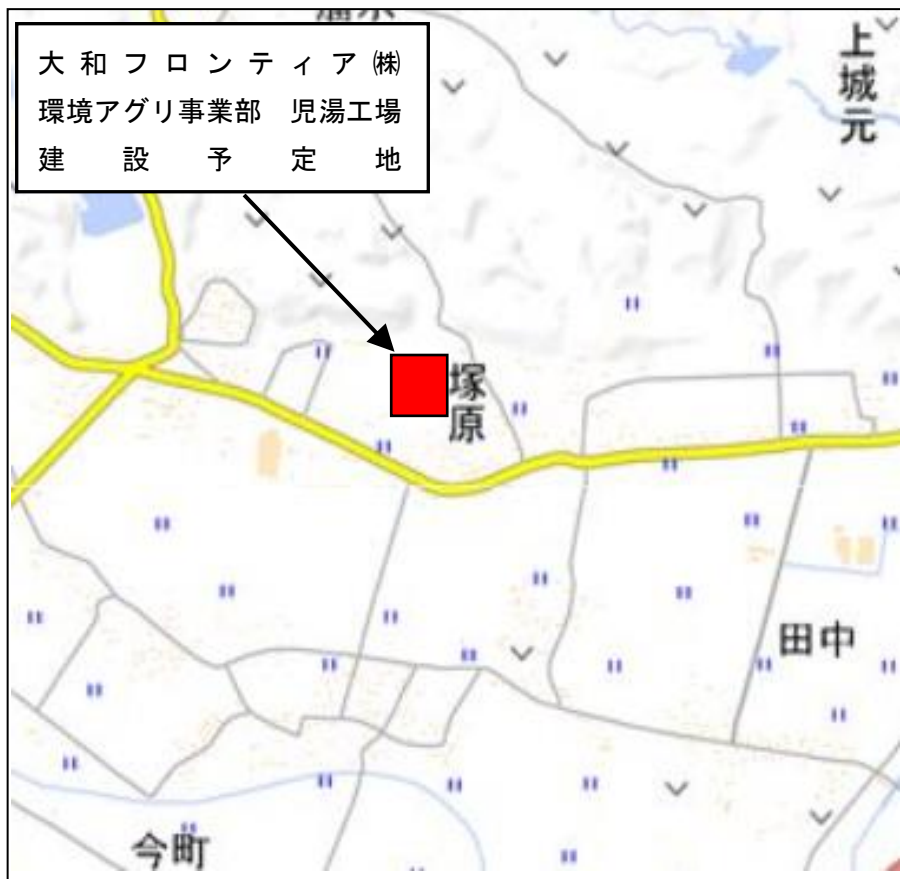 大和フロンティア㈱
環境アグリ事業部 児湯工場
建設予定地
上城元
塚原
田中
今町